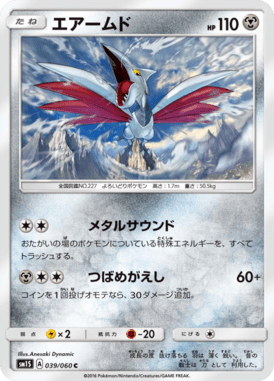 たね エアームド HP 110
全国図鑑NO.227 よろいどりポケモン 高さ:1.7m 重さ:50.5kg
メタルサウンド
おたがいの場のポケモンについている特殊エネルギーを、すべてトラッシュする。
つばめがえし 60+
コインを1回投げオモテなら、30ダメージ追加。
弱点 ×2 抵抗力 -20 にげる
Illus.Anesaki Dynamic
sm1S A 039/060 C
©2016 Pokémon/Nintendo/Creatures/GAME FREAK.